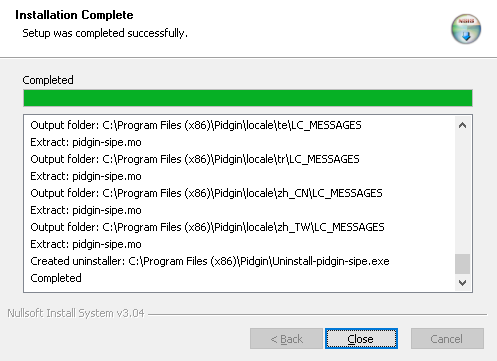 Installation Complete
Setup was completed successfully.
Completed
Output folder: C:\Program Files (x86)\Pidgin\locale\te\LC_MESSAGES
Extract: pidgin-sipe.mo
Output folder: C:\Program Files (x86)\Pidgin\locale\tr\LC_MESSAGES
Extract: pidgin-sipe.mo
Output folder: C:\Program Files (x86)\Pidgin\locale\zh_CN\LC_MESSAGES
Extract: pidgin-sipe.mo
Output folder: C:\Program Files (x86)\Pidgin\locale\zh_TW\LC_MESSAGES
Extract: pidgin-sipe.mo
Created uninstaller: C:\Program Files (x86)\Pidgin\Uninstall-pidgin-sipe.exe
Completed
Nullsoft Install System v3.04
< Back
Close
Cancel